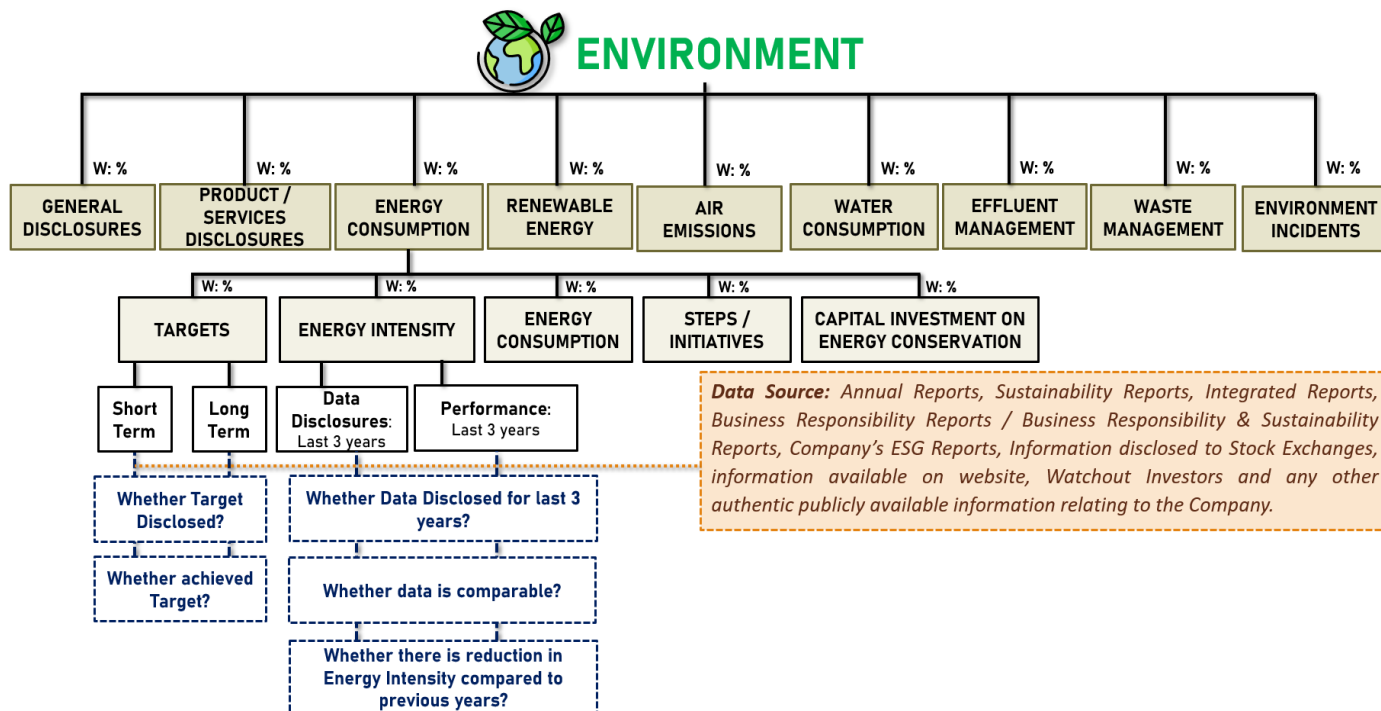 ENVIRONMENT
W: %
W: %
W: %
W: %
W: %
W: %
W: %
W: %
W: %
GENERAL
DISCLOSURES
PRODUCT /
SERVICES
DISCLOSURES
ENERGY
CONSUMPTION
RENEWABLE
ENERGY
AIR
EMISSIONS
WATER
CONSUMPTION
EFFLUENT
MANAGEMENT
WASTE
MANAGEMENT
ENVIRONMENT
INCIDENTS
W: %
W: %
W: %
W: %
W: %
TARGETS
ENERGY INTENSITY
ENERGY
CONSUMPTION
STEPS /
INITIATIVES
CAPITAL INVESTMENT ON
ENERGY CONSERVATION
Short
Term
Long
Term
Data
Disclosures:
Last 3 years
Performance:
Last 3 years
Data Source: Annual Reports, Sustainability Reports, Integrated Reports,
Business Responsibility Reports / Business Responsibility & Sustainability
Reports, Company's ESG Reports, Information disclosed to Stock Exchanges,
information available on website, Watchout Investors and any other
authentic publicly available information relating to the Company.
Whether Target
Disclosed?
Whether achieved
Target?
Whether Data Disclosed for last 3
years?
Whether data is comparable?
Whether there is reduction in
Energy Intensity compared to
previous years?